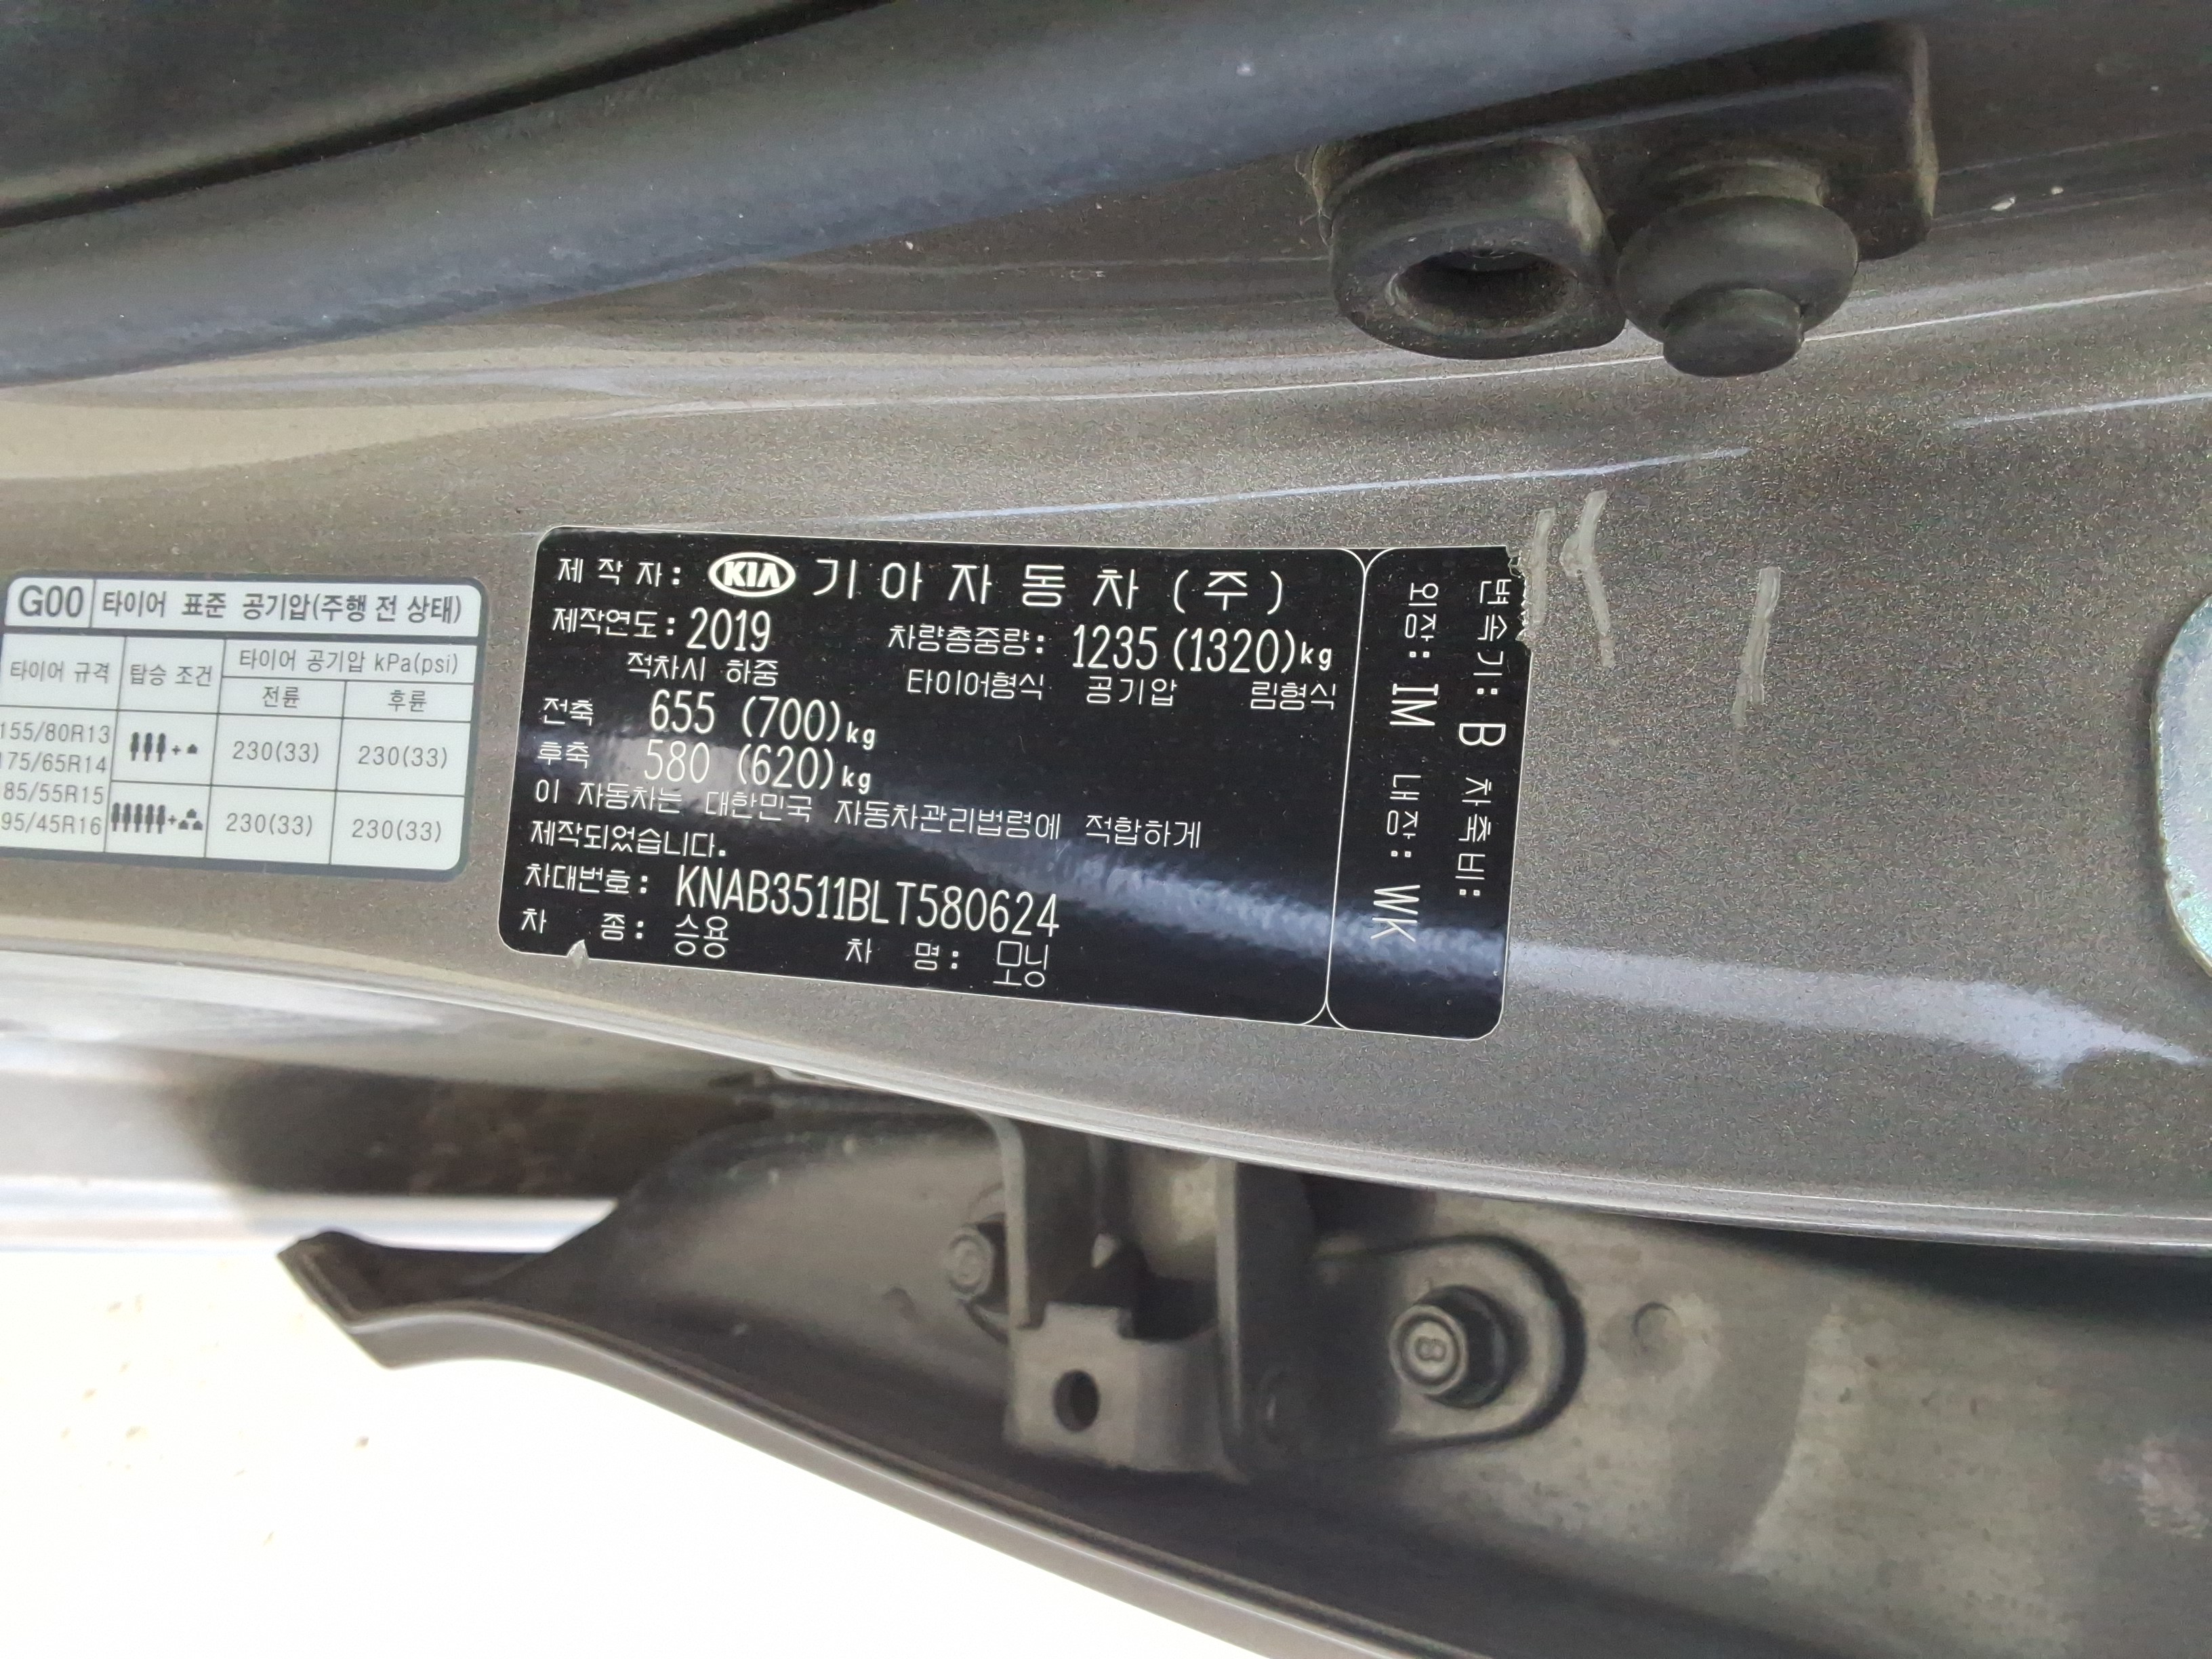 G00 타이어 표준 공기압(주행 전 상태)
타이어 규격 탑승 조건 타이어 공기압 kPa(psi)
전륜 후륜
155/80R13
175/65R14
85/55R15
95/45R16
230(33) 230(33)
230(33) 230(33)
제작자: KIA 기아자동차(주)
제작연도: 2019 차량총중량: 1235 (1320)kg
적차시 하중 타이어형식 공기압 림형식
전축 655 (700)kg
후축 580 (620)kg
이 자동차는 대한민국 자동차관리법령에 적합하게
제작되었습니다.
차대번호: KNAB3511BLT580624
차 종: 승용 차 명: 모닝
변속기: B 차축비:
외장: IM 내장: WK
8